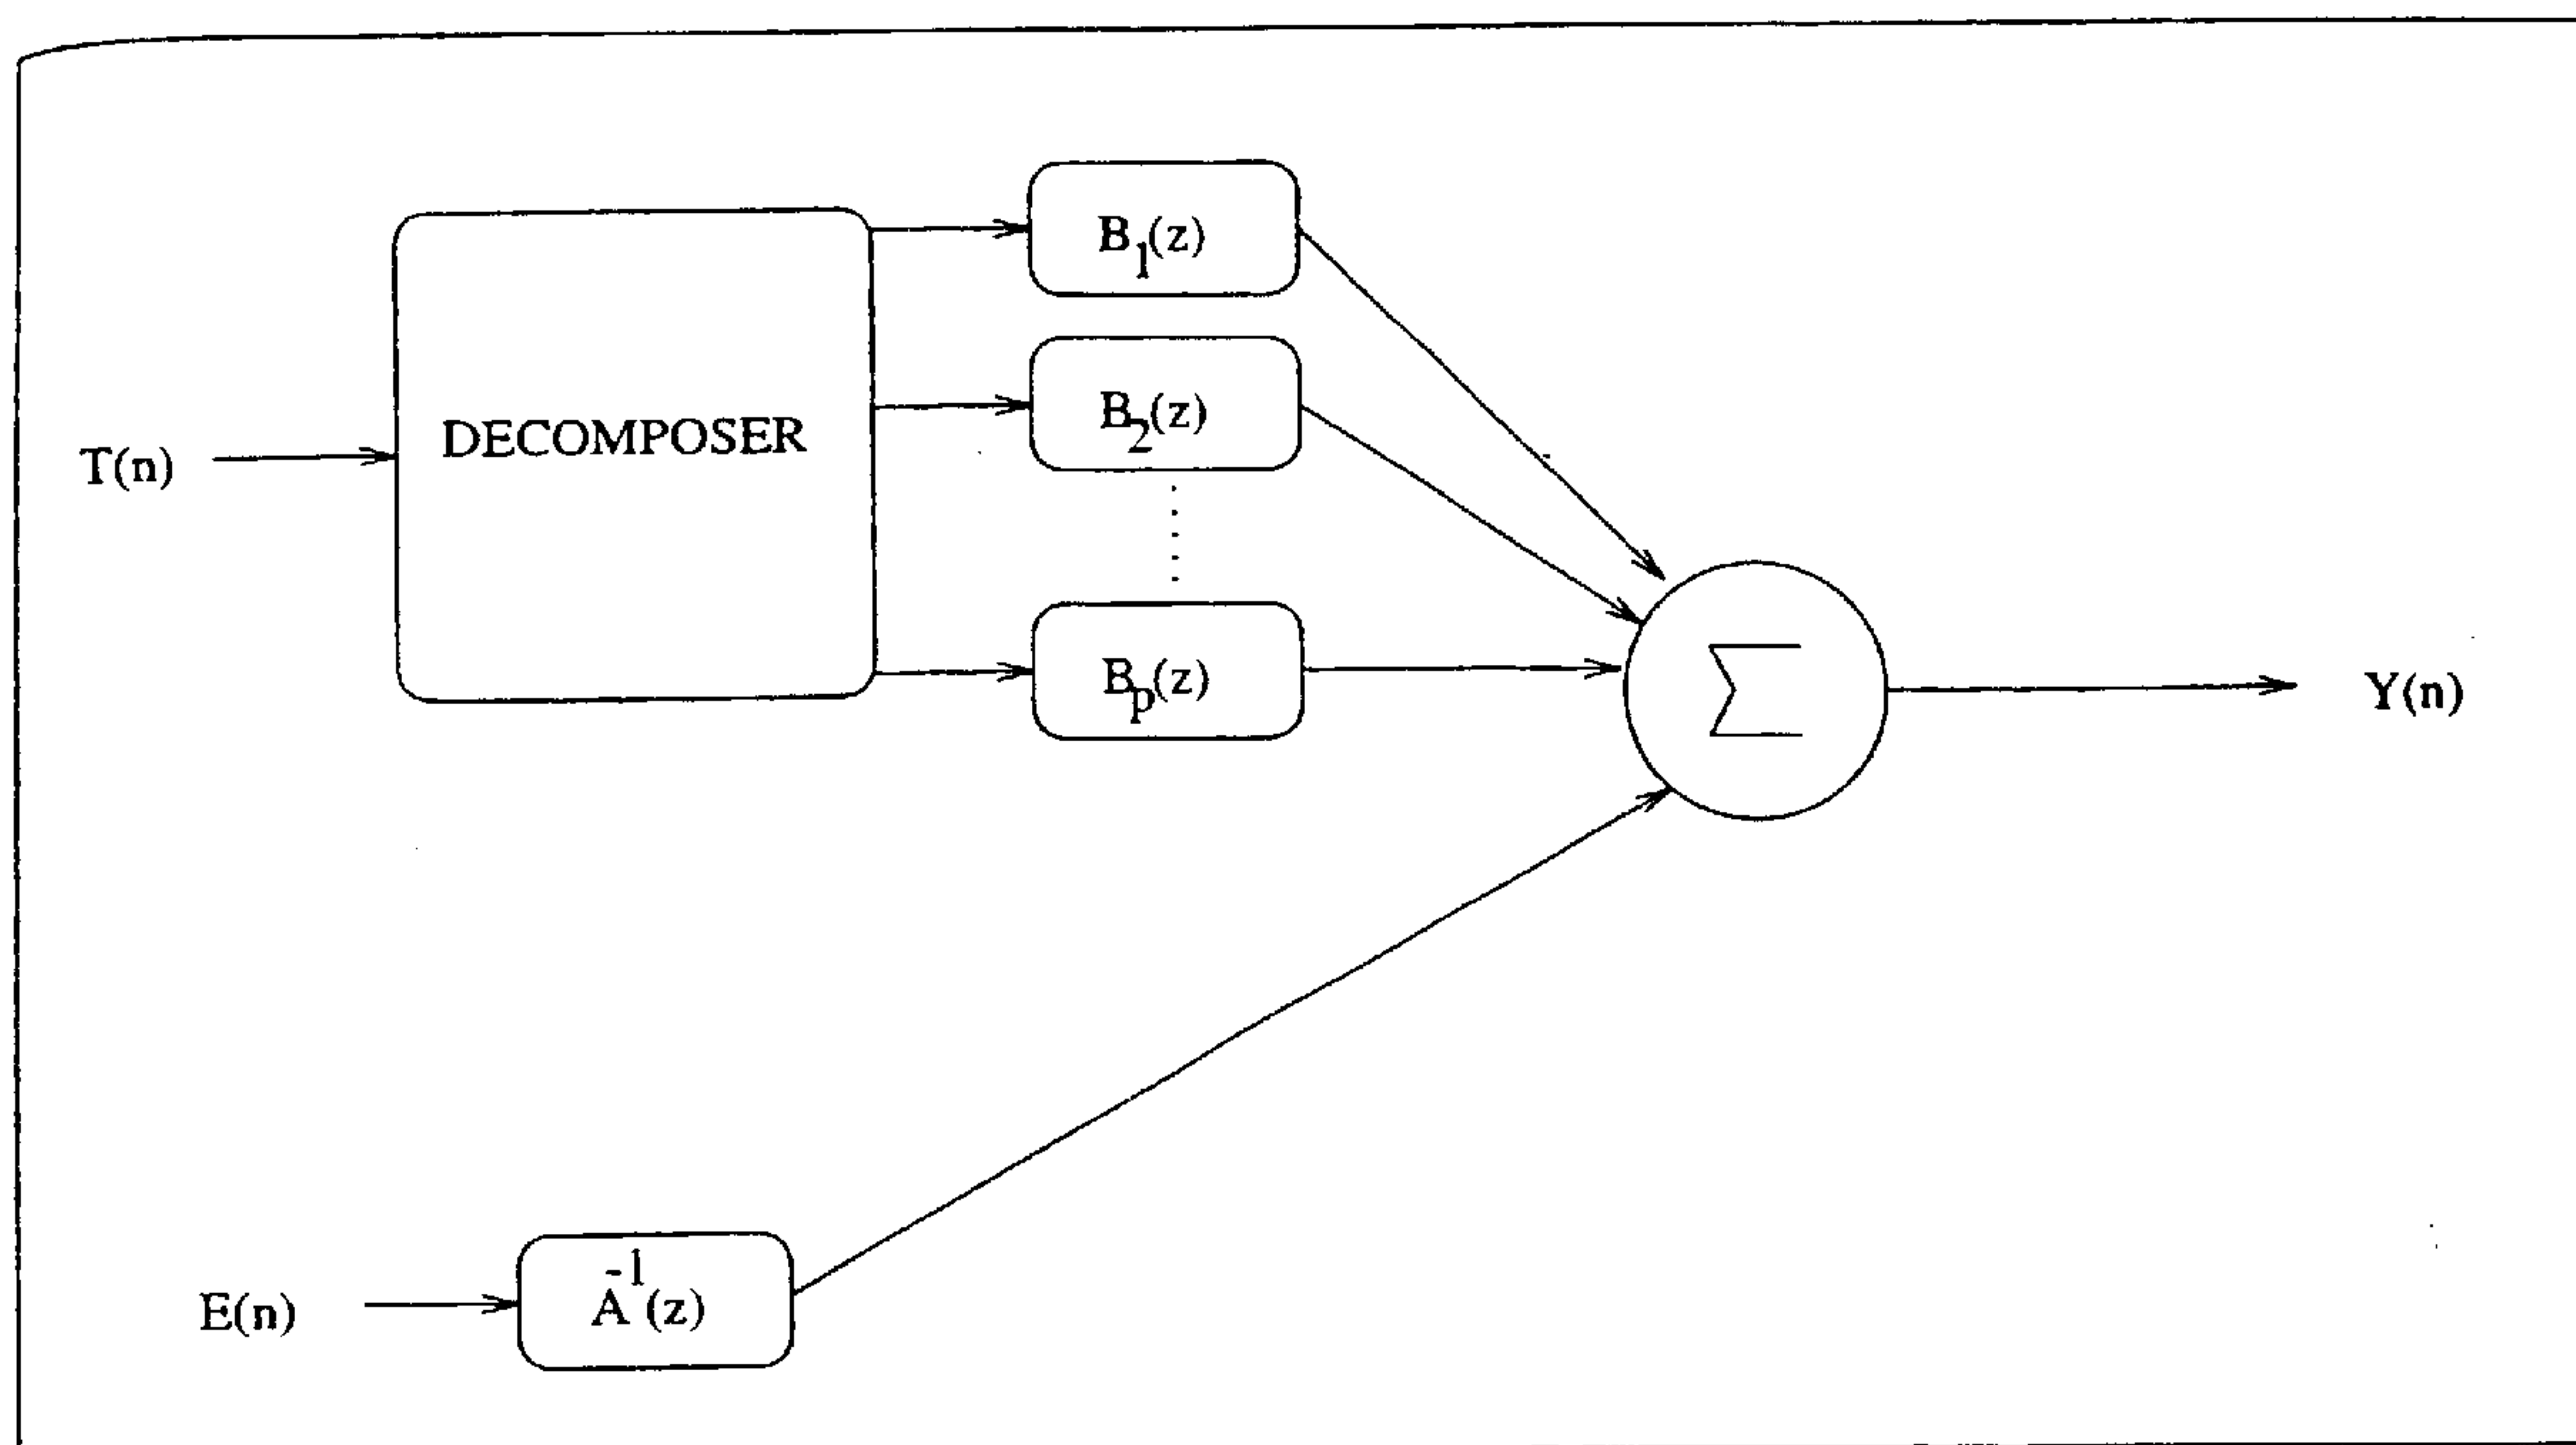 B1(z)
T(n)
DECOMPOSER
B2(z)
Bp(z)
∑
Y(n)
E(n)
A-1(z)